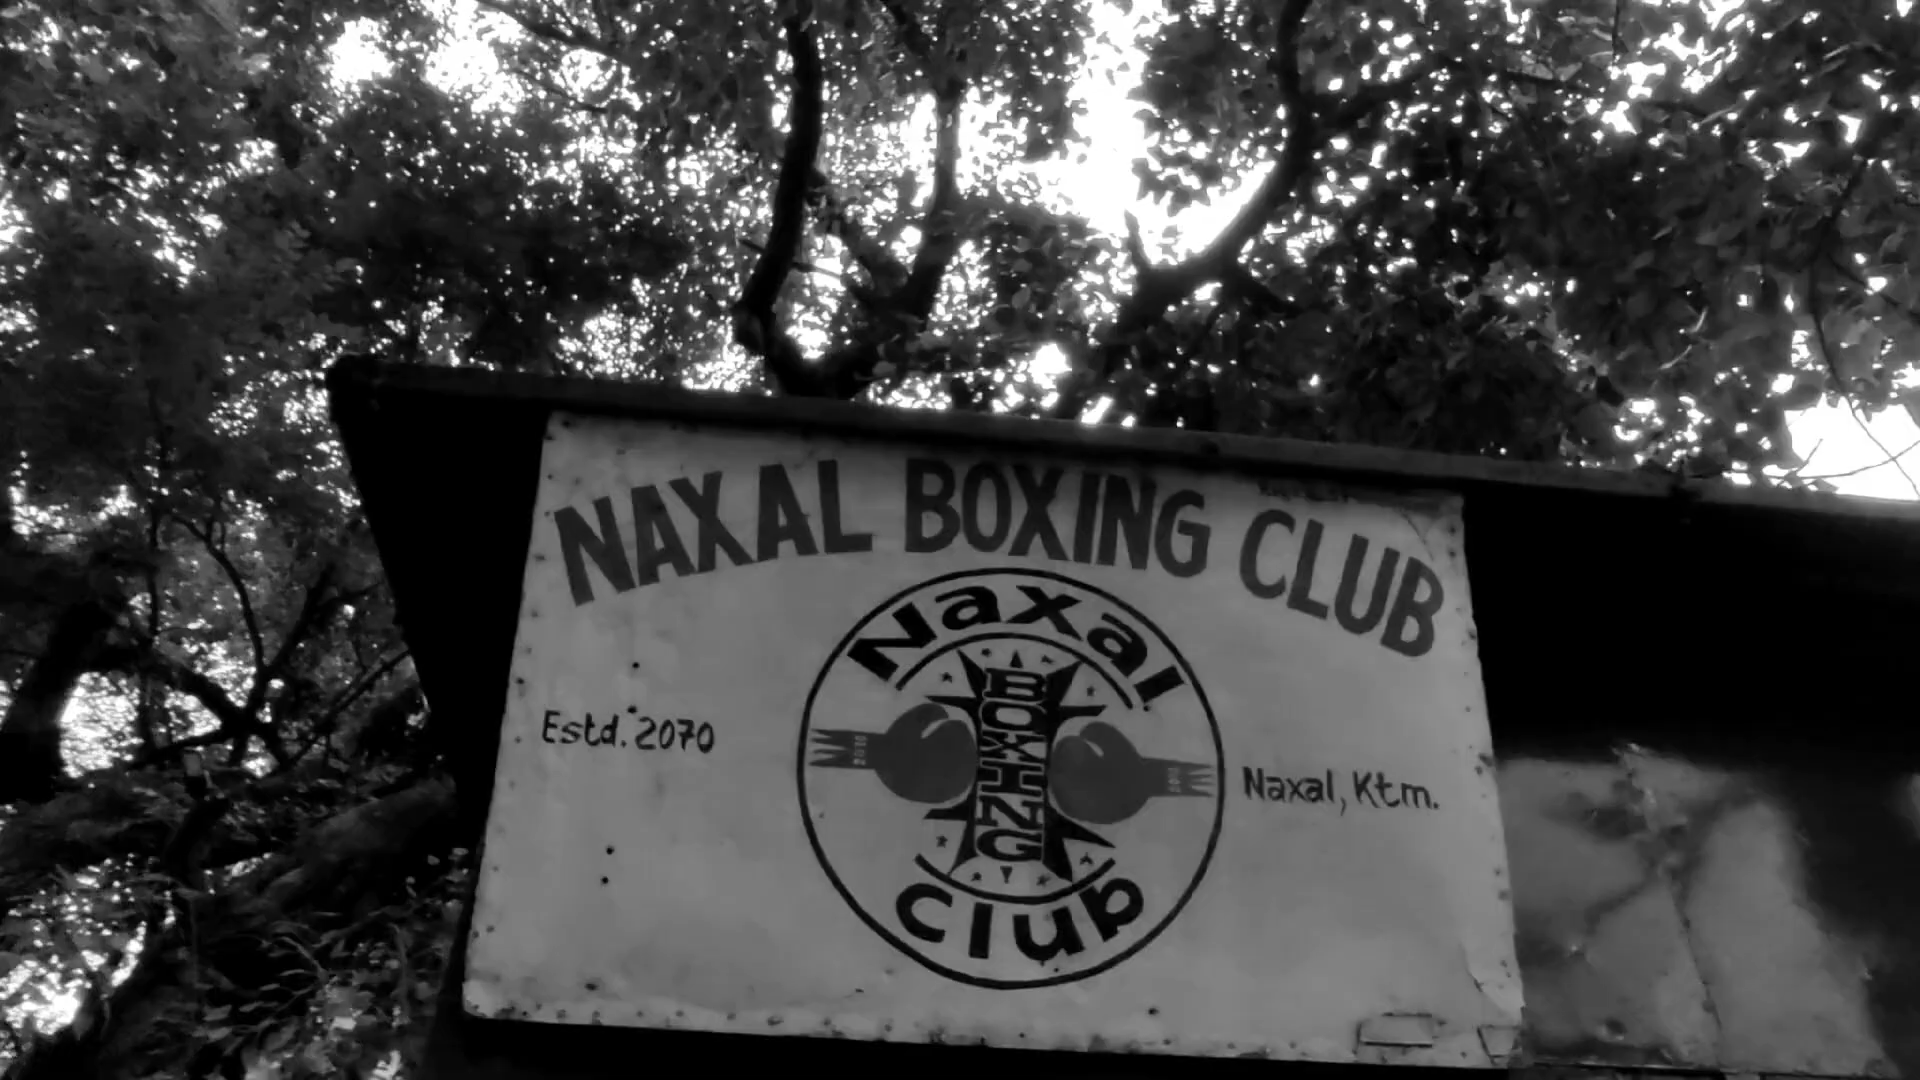 NAXAL BOXING CLUB
Naxal
BOXING
Club
Estd. 2070
Naxal, Ktm.